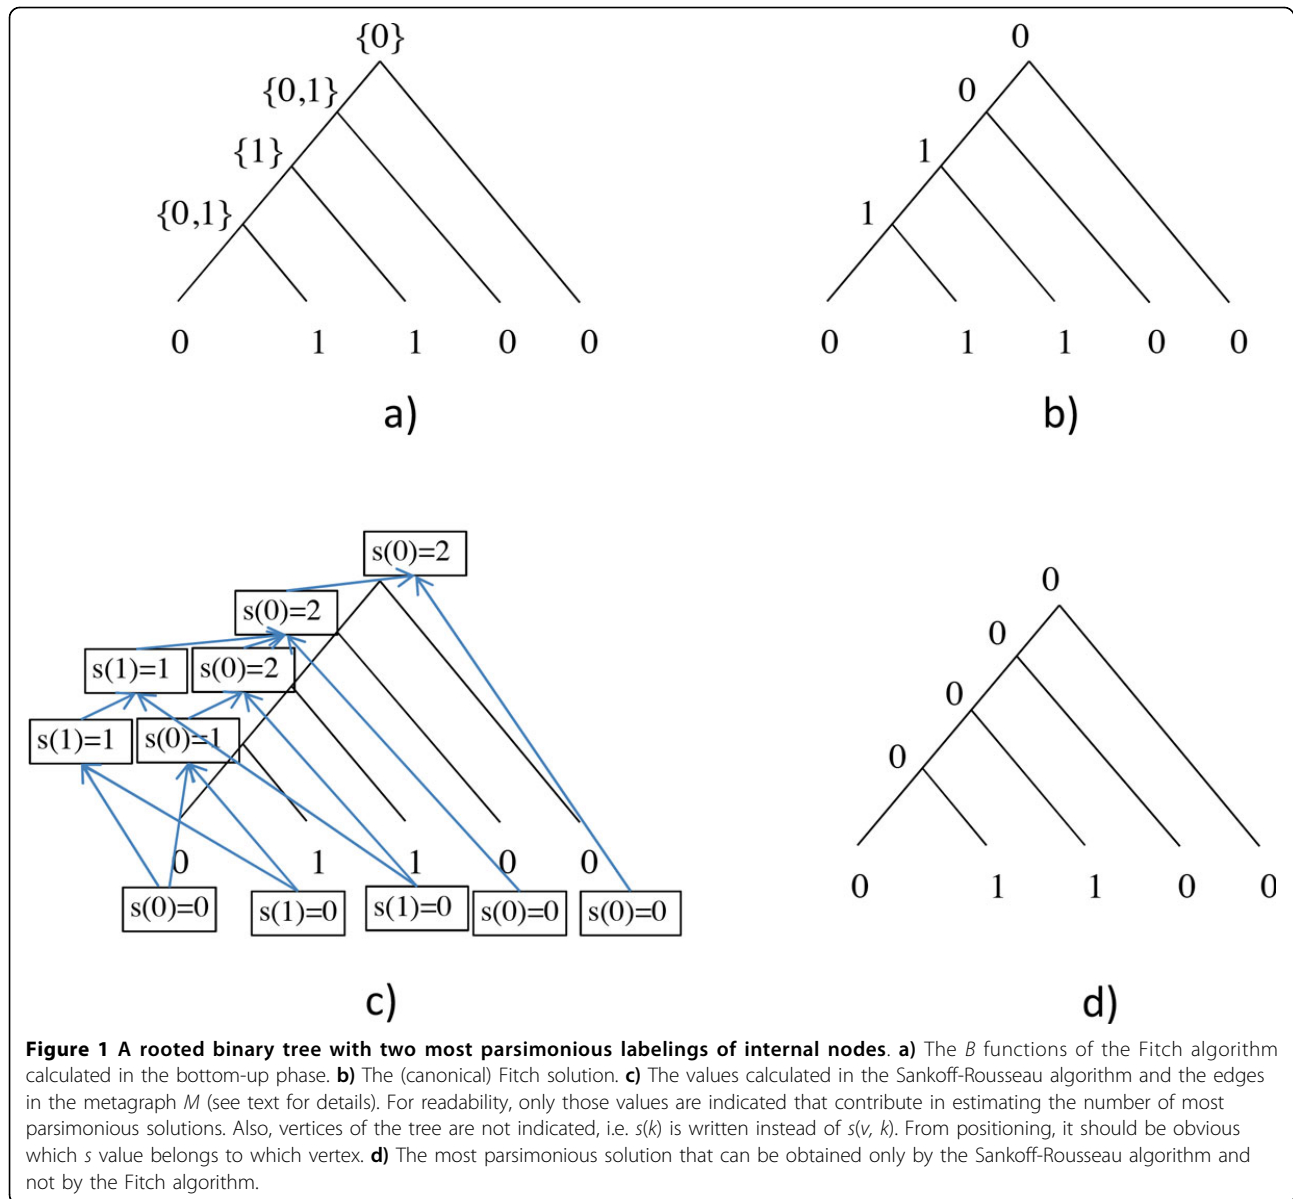 {0}
{0,1}
{1}
{0,1}
0 1 1 0 0
a)
0
0
1
1
0 1 1 0 0
b)
s(0)=2
s(0)=2
s(1)=1 s(0)=2
s(1)=1 s(0)=1
0 1 1 0 0
s(0)=0 s(1)=0 s(1)=0 s(0)=0 s(0)=0
c)
0
0
0
0
0 1 1 0 0
d)
Figure 1 A rooted binary tree with two most parsimonious labelings of internal nodes. a) The B functions of the Fitch algorithm
calculated in the bottom-up phase. b) The (canonical) Fitch solution. c) The values calculated in the Sankoff-Rousseau algorithm and the edges
in the metagraph M (see text for details). For readability, only those values are indicated that contribute in estimating the number of most
parsimonious solutions. Also, vertices of the tree are not indicated, i.e. s(k) is written instead of s(v, k). From positioning, it should be obvious
which s value belongs to which vertex. d) The most parsimonious solution that can be obtained only by the Sankoff-Rousseau algorithm and
not by the Fitch algorithm.